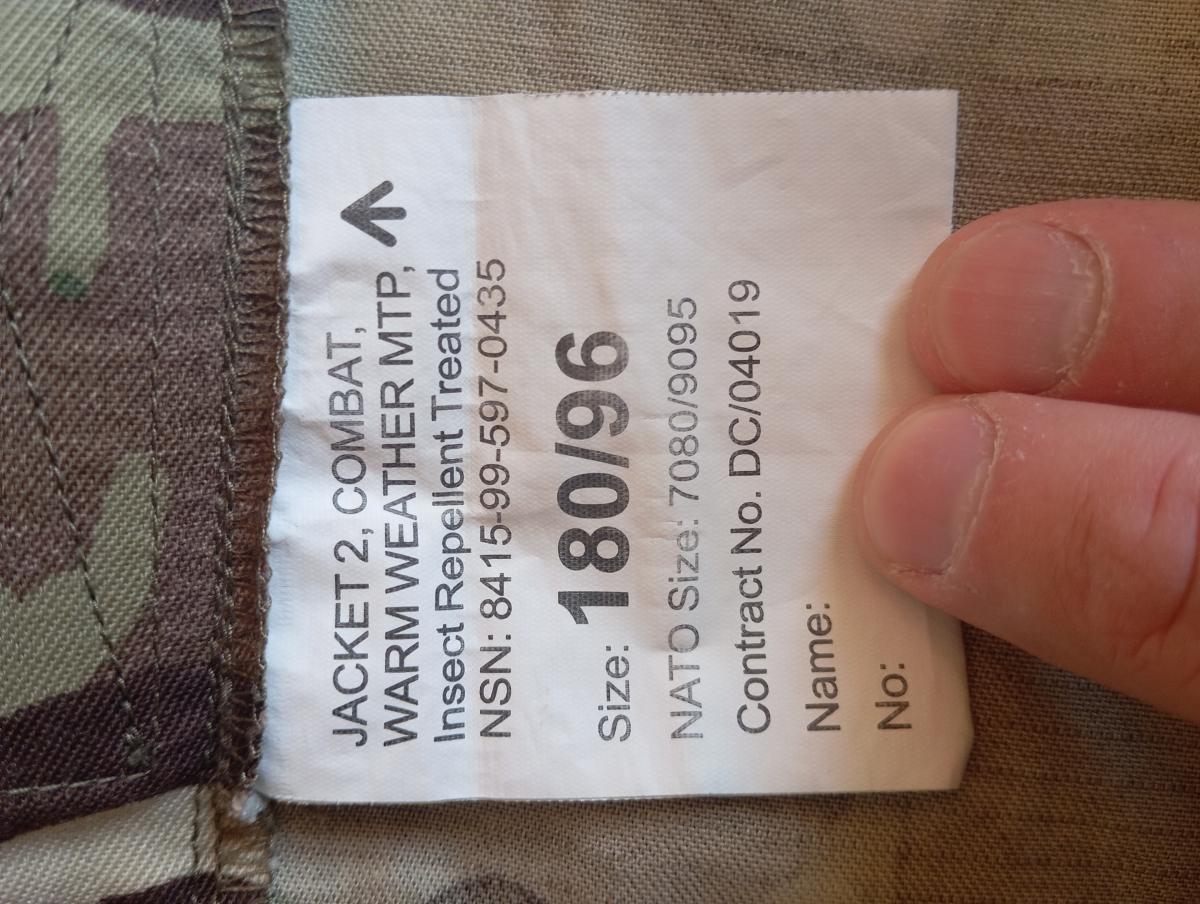 JACKET 2, COMBAT,
WARM WEATHER MTP,
Insect Repellent Treated
NSN: 8415-99-597-0435
Size: 180/96
NATO Size: 7080/9095
Contract No. DC/04019
Name:
No: